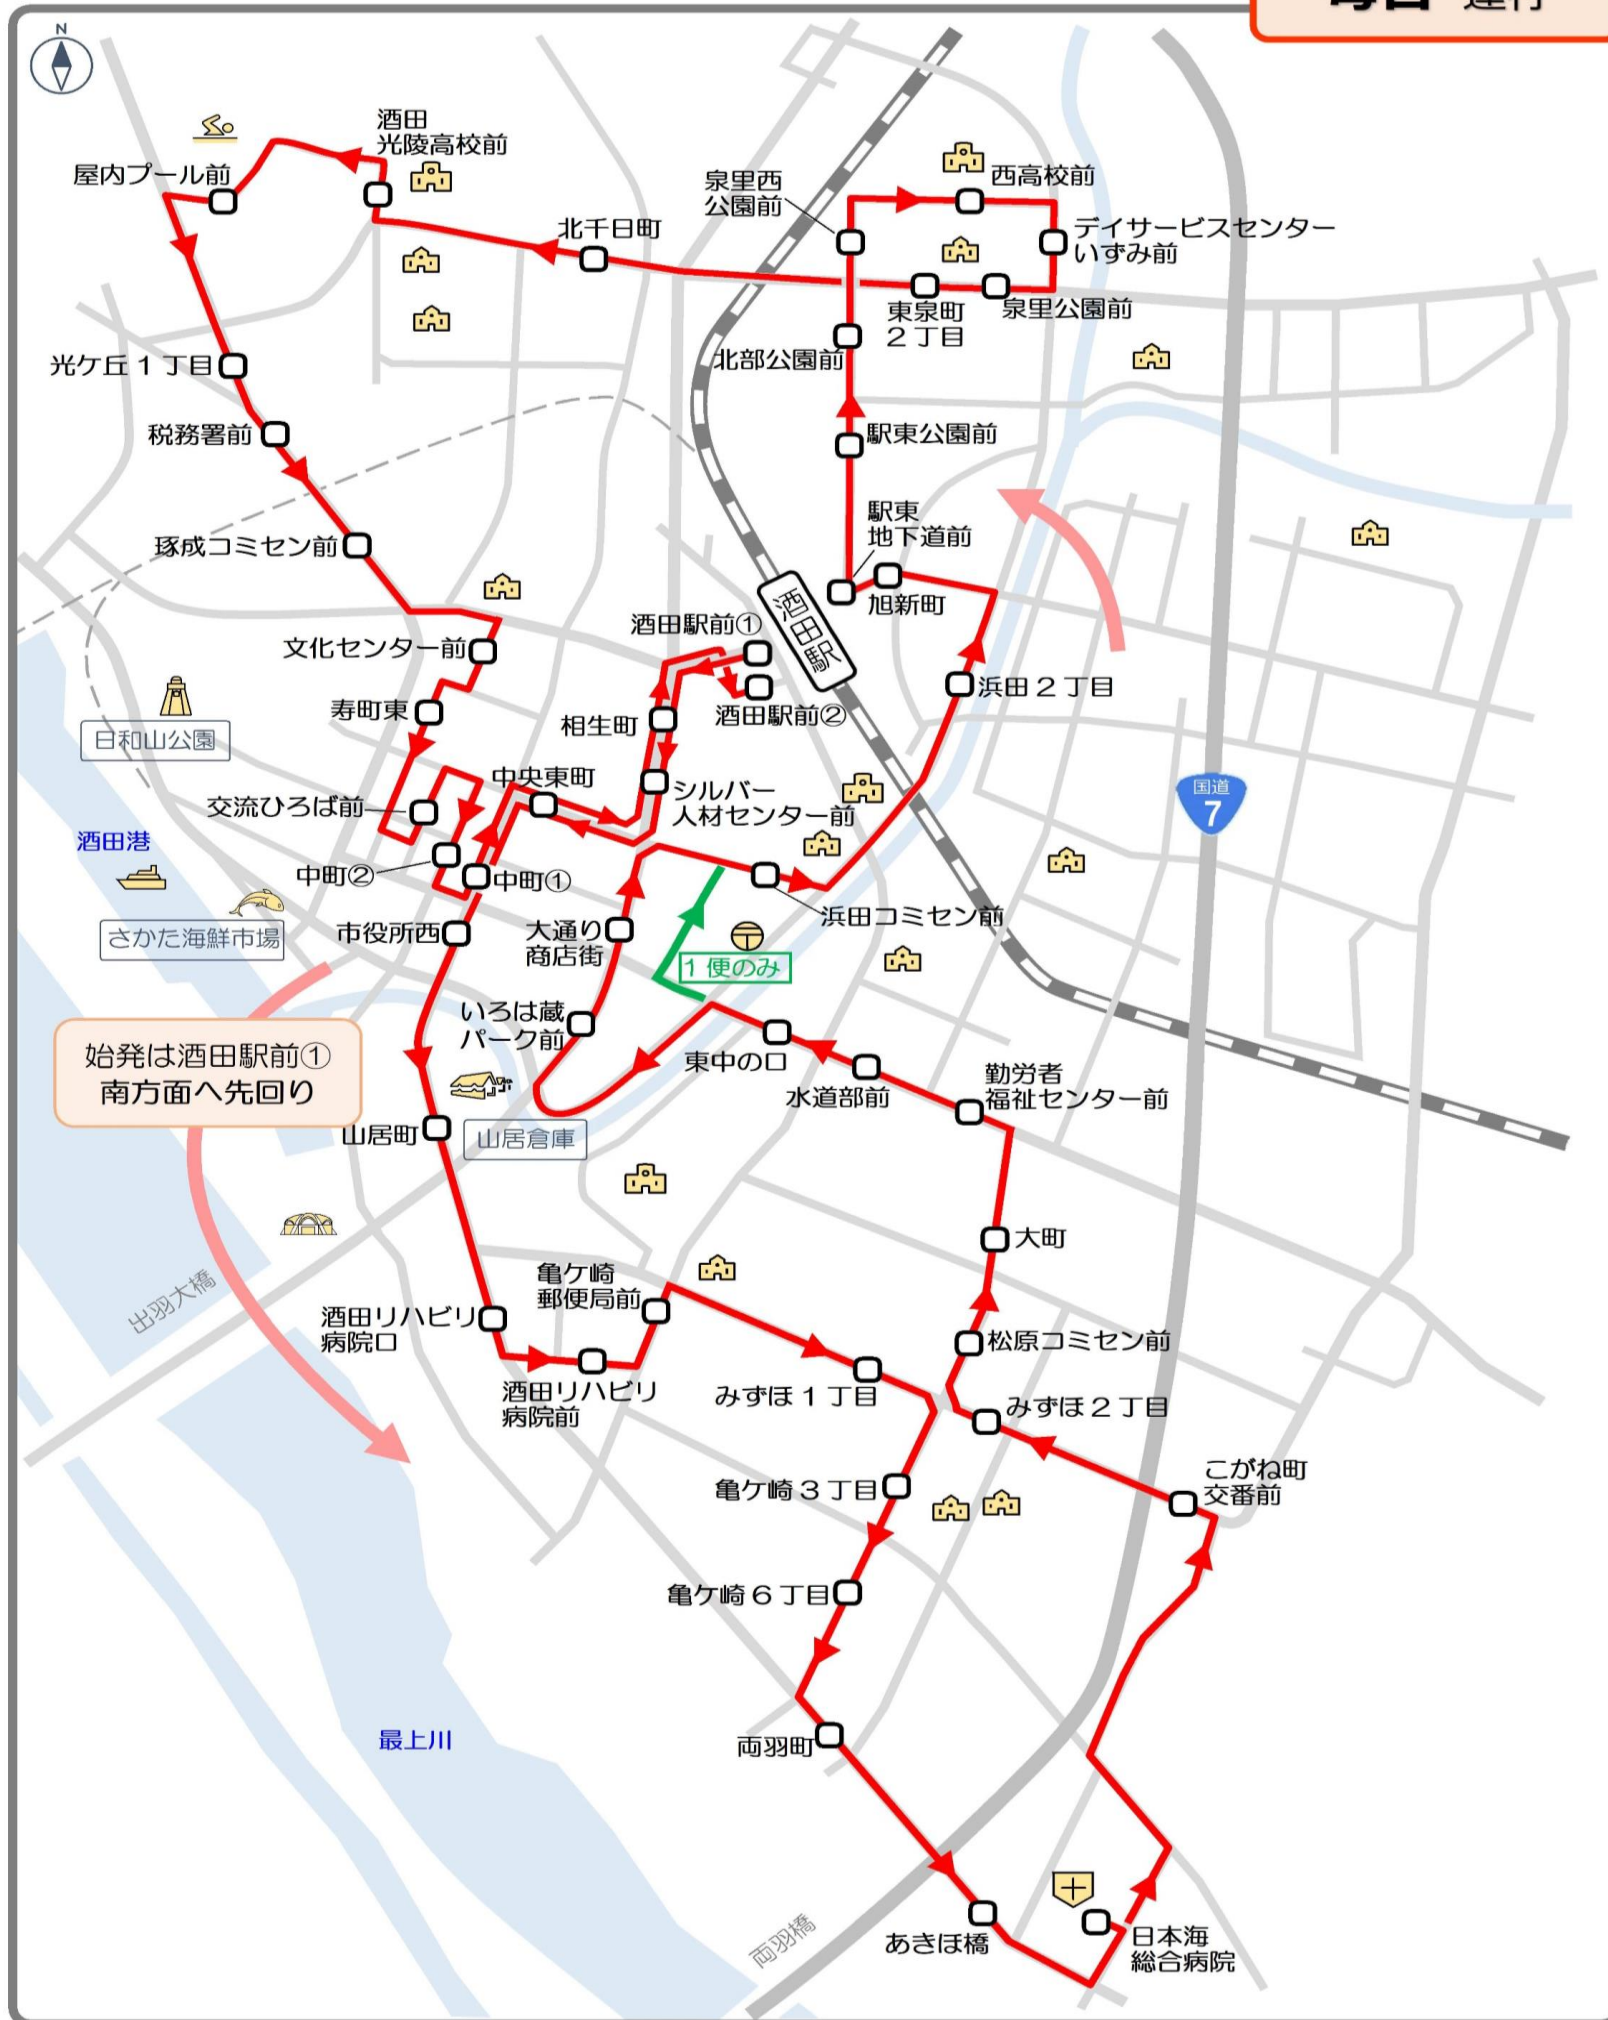 毎日 運行
N
酒田
光陵高校前
屋内プール前
泉里西
公園前
西高校前
北千日町
デイサービスセンター
いずみ前
東泉町
2丁目
泉里公園前
北部公園前
光ケ丘1丁目
税務署前
駅東公園前
琢成コミセン前
駅東
地下道前
旭新町
酒田駅
酒田駅前①
文化センター前
浜田2丁目
寿町東
相生町
酒田駅前②
日和山公園
中央東町
シルバー
人材センター前
国道
7
交流ひろば前
酒田港
中町②
中町①
浜田コミセン前
さかた海鮮市場
市役所西
大通り
商店街
1便のみ
いろは蔵
パーク前
始発は酒田駅前①
南方面へ先回り
東中の口
水道部前
勤労者
福祉センター前
山居町
山居倉庫
大町
出羽大橋
亀ケ崎
郵便局前
酒田リハビリ
病院口
松原コミセン前
酒田リハビリ
病院前
みずほ1丁目
みずほ2丁目
こがね町
交番前
亀ケ崎3丁目
亀ケ崎6丁目
最上川
両羽町
両羽橋
あきほ橋
日本海
総合病院